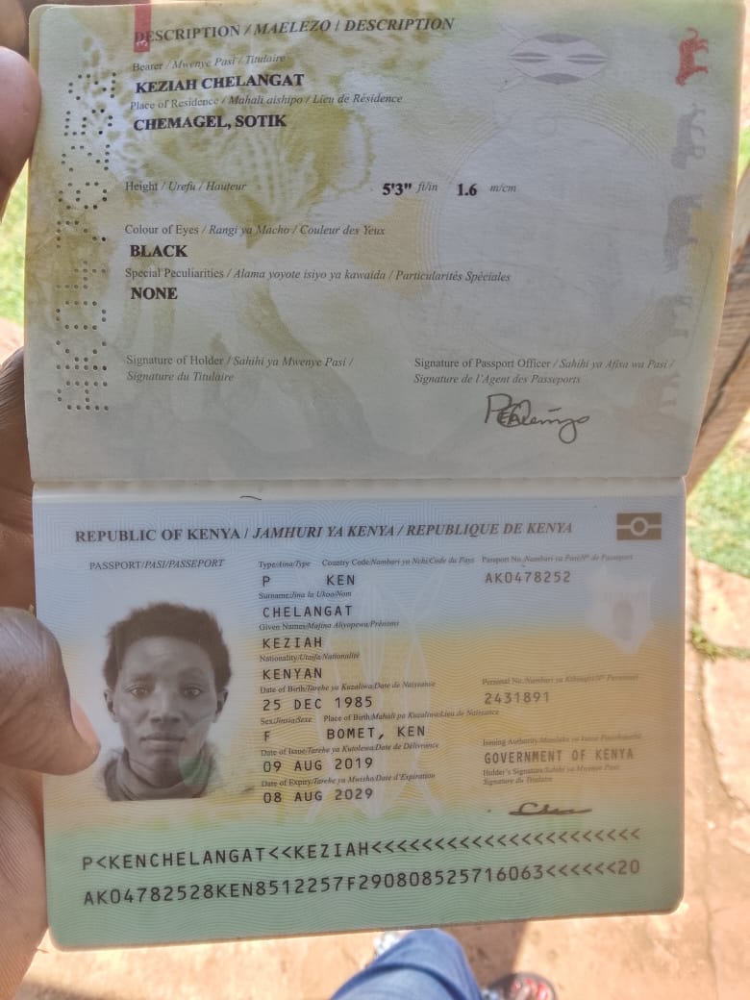 DESCRIPTION / MAELEZO / DESCRIPTION
Bearer / Mwenye Pasi / Titulaire
KEZIAH CHELANGAT
Place of Residence / Mahali aishipo / Lieu de Résidence
CHEMAGEL, SOTIK
Height / Urefu / Hauteur 5'3" ft/in 1.6 m/cm
Colour of Eyes / Rangi ya Macho / Couleur des Yeux
BLACK
Special Peculiarities / Alama yoyote isiyo ya kawaida / Particularités Spéciales
NONE
Signature of Holder / Sahihi ya Mwenye Pasi /
Signature du Titulaire
Signature of Passport Officer / Sahihi ya Afisa wa Pasi /
Signature de l'Agent des Passeports
REPUBLIC OF KENYA / JAMHURI YA KENYA / REPUBLIQUE DE KENYA
PASSPORT/PASI/PASSEPORT
Type/Aina/Type Country Code/Nambari ya Nchi/Code du Pays Passport No./Nambari ya Pasi/N° de Passeport
P KEN AK0478252
Surname/Jina la Ukoo/Nom
CHELANGAT
Given Names/Majina Aliyopewa/Prénoms
KEZIAH
Nationality/Utaifa/Nationalité
KENYAN
Date of Birth/Tarehe ya Kuzaliwa/Date de Naissance
25 DEC 1985
Personal No./Nambari ya Kibinafsi/N° Personnel
2431891
Sex/Jinsia/Sexe Place of Birth/Mahali pa Kuzaliwa/Lieu de Naissance
F BOMET, KEN
Date of Issue/Tarehe ya Kutolewa/Date de Délivrance
09 AUG 2019
Issuing Authority
GOVERNMENT OF KENYA
Date of Expiry/Tarehe ya Mwisho/Date d'Expiration
08 AUG 2029
Holder's Signature/Sahihi ya Mwenye Pasi
Signature du Titulaire
P<KENCHELANGAT<<KEZIAH<<<<<<<<<<<<<<<<<<<<<<
AK04782528KEN8512257F290808525716063<<<<<<20